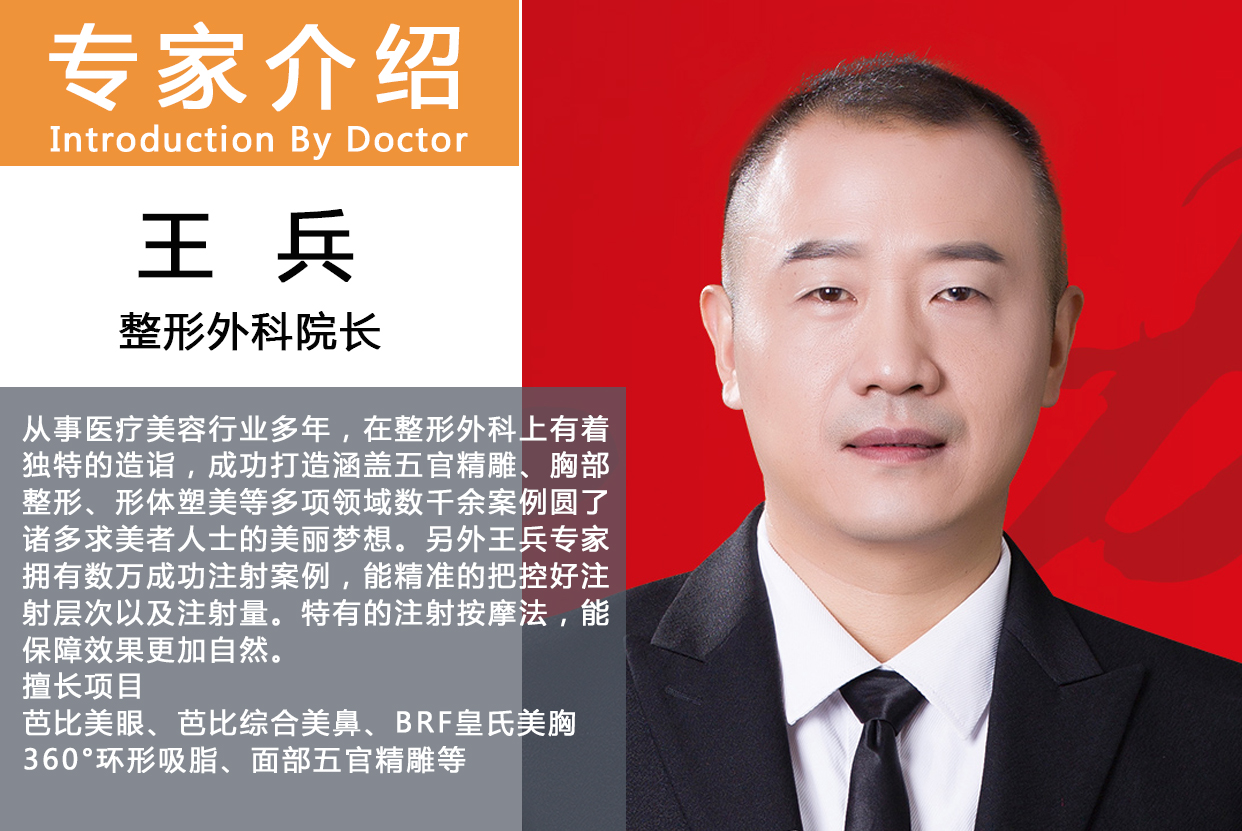 专家介绍
Introduction By Doctor
王 兵
整形外科院长
从事医疗美容行业多年，在整形外科上有着
独特的造诣，成功打造涵盖五官精雕、胸部
整形、形体塑美等多项领域数千余案例圆了
诸多求美者人士的美丽梦想。另外王兵专家
拥有数万成功注射案例，能精准的把控好注
射层次以及注射量。特有的注射按摩法，能
保障效果更加自然。
擅长项目
芭比美眼、芭比综合美鼻、BRF皇氏美胸
360°环形吸脂、面部五官精雕等